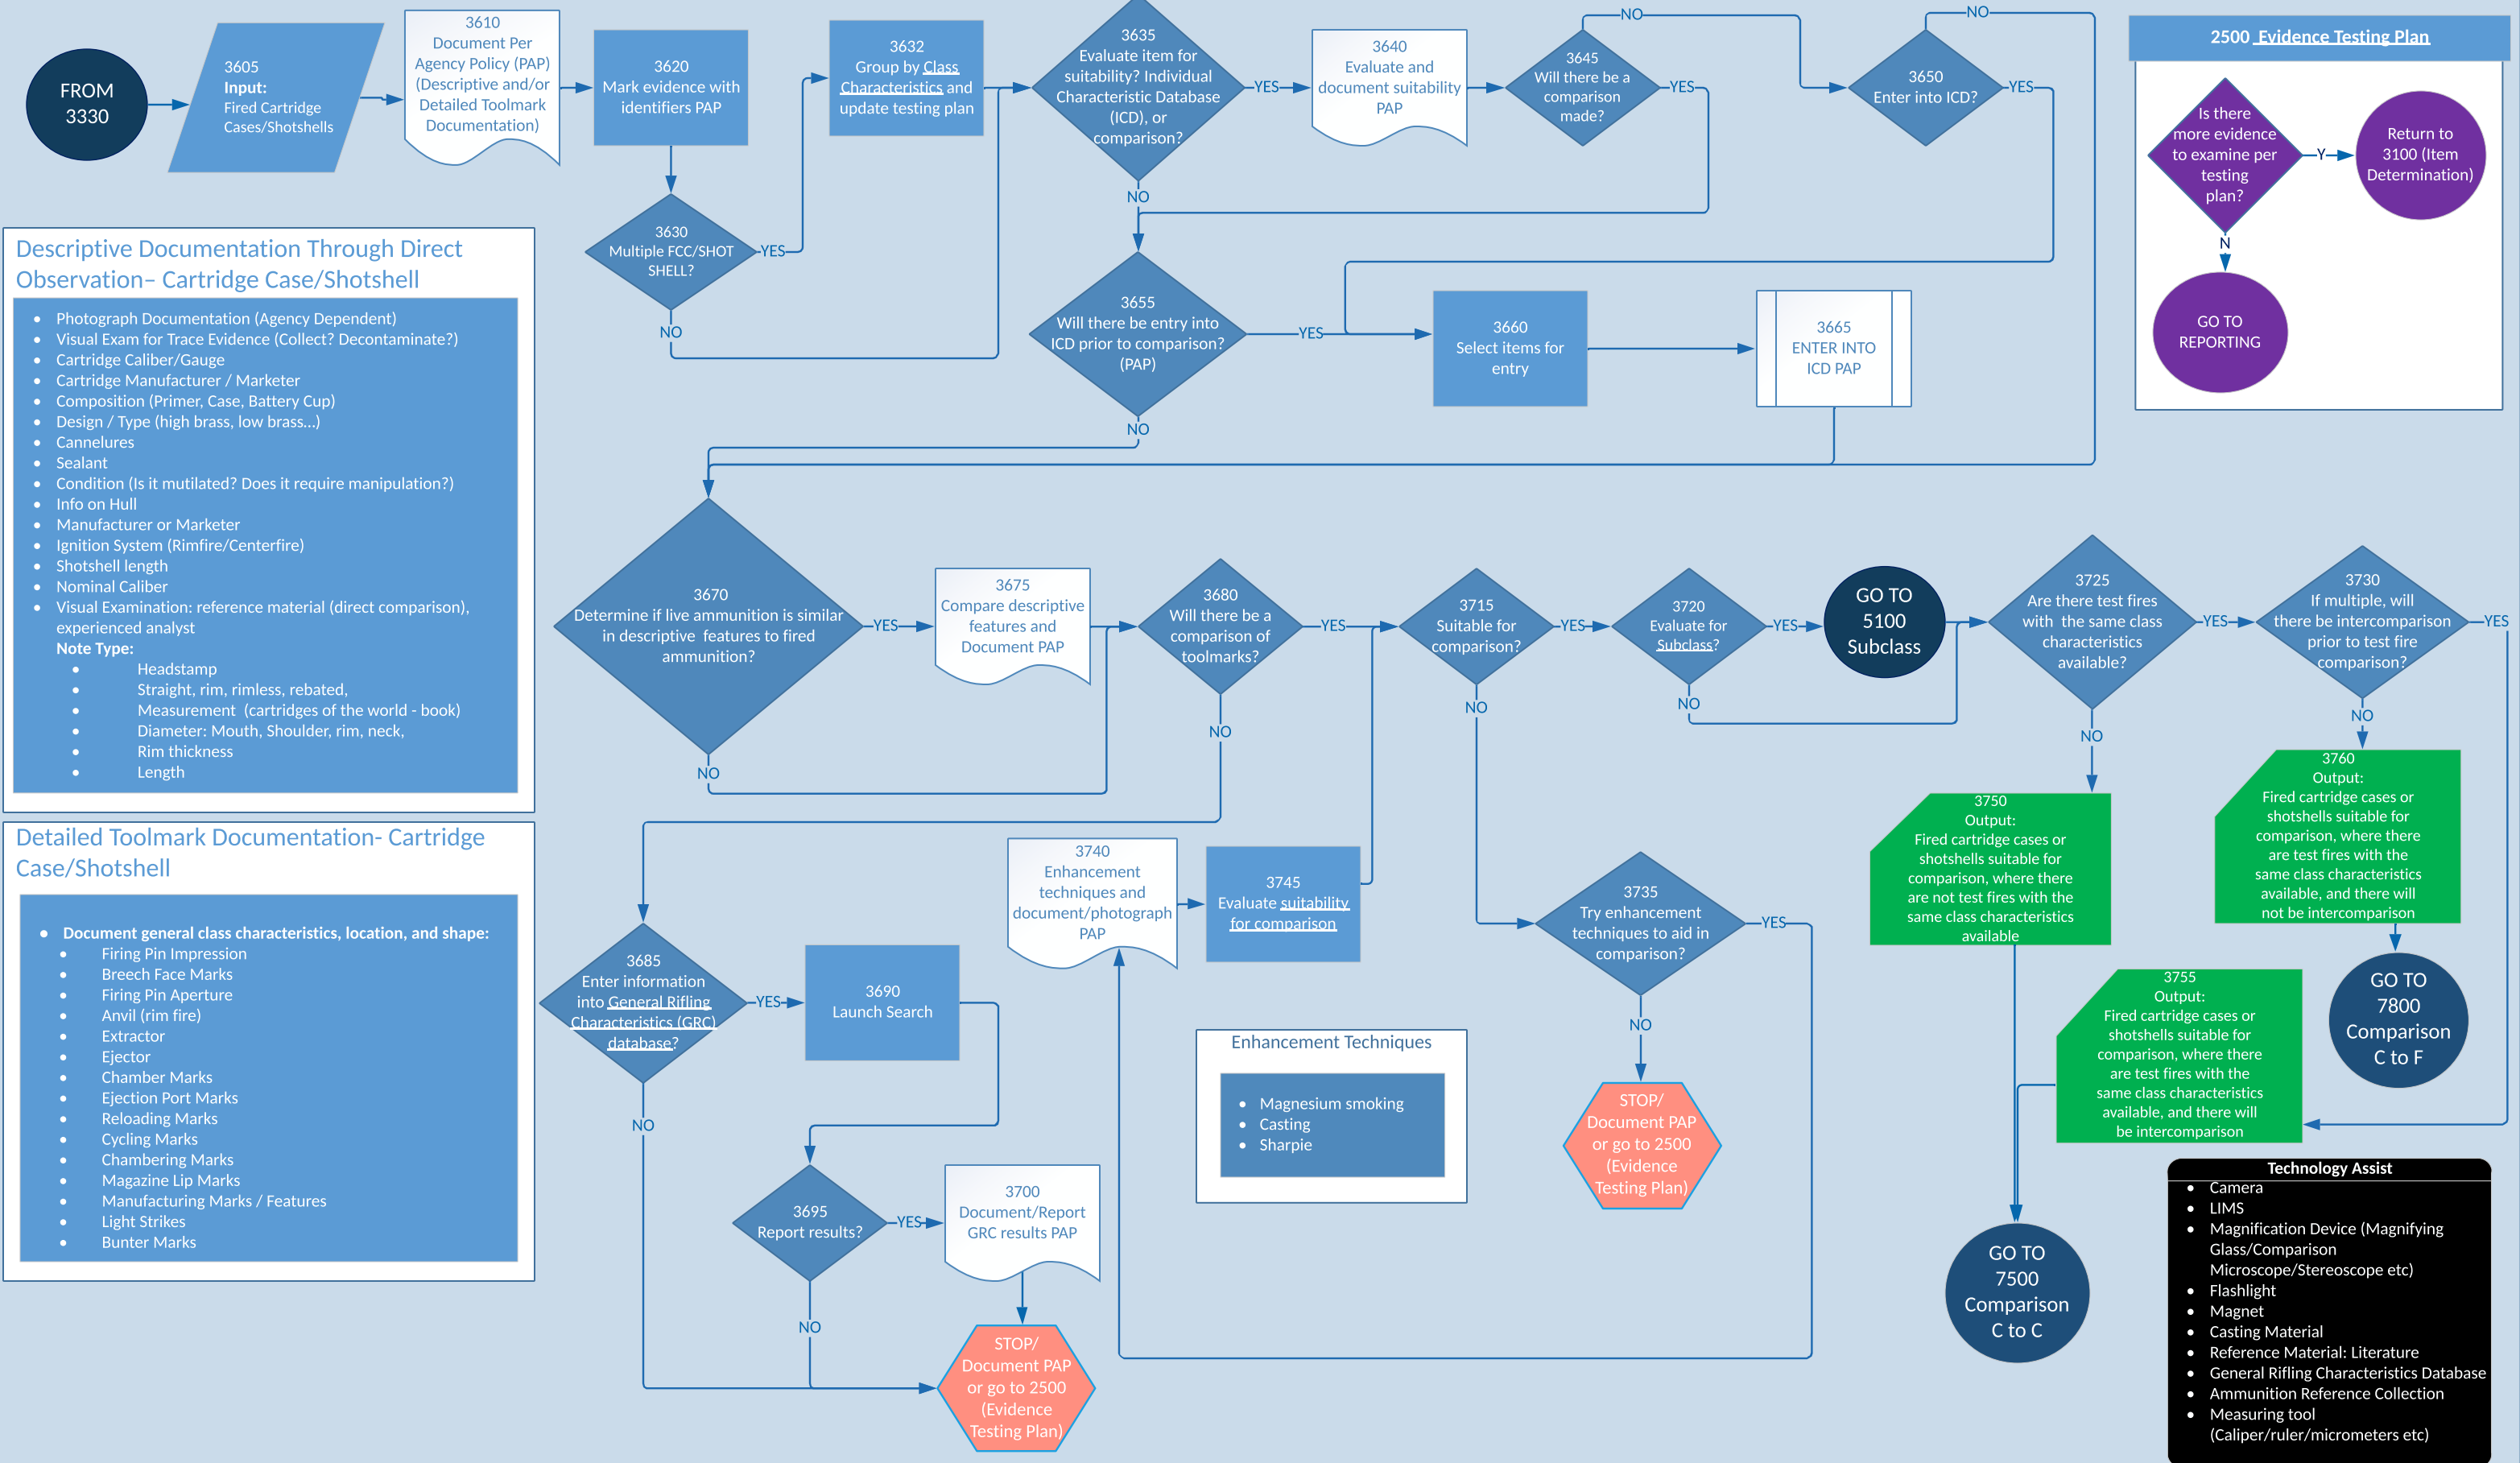 FROM
3330
3605
Input:
Fired Cartridge
Cases/Shotshells
3610
Document Per
Agency Policy (PAP)
(Descriptive and/or
Detailed Toolmark
Documentation)
3620
Mark evidence with
identifiers PAP
3630
Multiple FCC/SHOT
SHELL?
YES
NO
3632
Group by Class
Characteristics and
update testing plan
3635
Evaluate item for
suitability? Individual
Characteristic Database
(ICD), or
comparison?
YES
NO
3640
Evaluate and
document suitability
PAP
3645
Will there be a
comparison
made?
NO
YES
3650
Enter into ICD?
NO
YES
2500  Evidence Testing Plan
Is there
more evidence
to examine per
testing
plan?
Y
Return to
3100 (Item
Determination)
N
GO TO
REPORTING
3655
Will there be entry into
ICD prior to comparison?
(PAP)
YES
NO
3660
Select items for
entry
3665
ENTER INTO
ICD PAP
Descriptive Documentation Through Direct
Observation– Cartridge Case/Shotshell
• Photograph Documentation (Agency Dependent)
• Visual Exam for Trace Evidence (Collect? Decontaminate?)
• Cartridge Caliber/Gauge
• Cartridge Manufacturer / Marketer
• Composition (Primer, Case, Battery Cup)
• Design / Type (high brass, low brass…)
• Cannelures
• Sealant
• Condition (Is it mutilated? Does it require manipulation?)
• Info on Hull
• Manufacturer or Marketer
• Ignition System (Rimfire/Centerfire)
• Shotshell length
• Nominal Caliber
• Visual Examination: reference material (direct comparison),
experienced analyst
Note Type:
• Headstamp
• Straight, rim, rimless, rebated,
• Measurement  (cartridges of the world - book)
• Diameter: Mouth, Shoulder, rim, neck,
• Rim thickness
• Length
Detailed Toolmark Documentation- Cartridge
Case/Shotshell
• Document general class characteristics, location, and shape:
• Firing Pin Impression
• Breech Face Marks
• Firing Pin Aperture
• Anvil (rim fire)
• Extractor
• Ejector
• Chamber Marks
• Ejection Port Marks
• Reloading Marks
• Cycling Marks
• Chambering Marks
• Magazine Lip Marks
• Manufacturing Marks / Features
• Light Strikes
• Bunter Marks
3670
Determine if live ammunition is similar
in descriptive  features to fired
ammunition?
YES
NO
3675
Compare descriptive
features and
Document PAP
3680
Will there be a
comparison of
toolmarks?
YES
NO
3715
Suitable for
comparison?
YES
NO
3720
Evaluate for
Subclass?
YES
NO
GO TO
5100
Subclass
3725
Are there test fires
with  the same class
characteristics
available?
YES
NO
3730
If multiple, will
there be intercomparison
prior to test fire
comparison?
YES
NO
3685
Enter information
into General Rifling
Characteristics (GRC)
database?
YES
NO
3690
Launch Search
3695
Report results?
YES
NO
3700
Document/Report
GRC results PAP
STOP/
Document PAP
or go to 2500
(Evidence
Testing Plan)
3740
Enhancement
techniques and
document/photograph
PAP
3745
Evaluate suitability
for comparison
3735
Try enhancement
techniques to aid in
comparison?
YES
NO
Enhancement Techniques
• Magnesium smoking
• Casting
• Sharpie
STOP/
Document PAP
or go to 2500
(Evidence
Testing Plan)
3750
Output:
Fired cartridge cases or
shotshells suitable for
comparison, where there
are not test fires with the
same class characteristics
available
3760
Output:
Fired cartridge cases or
shotshells suitable for
comparison, where there
are test fires with the
same class characteristics
available, and there will
not be intercomparison
3755
Output:
Fired cartridge cases or
shotshells suitable for
comparison, where there
are test fires with the
same class characteristics
available, and there will
be intercomparison
GO TO
7800
Comparison
C to F
GO TO
7500
Comparison
C to C
Technology Assist
• Camera
• LIMS
• Magnification Device (Magnifying
Glass/Comparison
Microscope/Stereoscope etc)
• Flashlight
• Magnet
• Casting Material
• Reference Material: Literature
• General Rifling Characteristics Database
• Ammunition Reference Collection
• Measuring tool
(Caliper/ruler/micrometers etc)